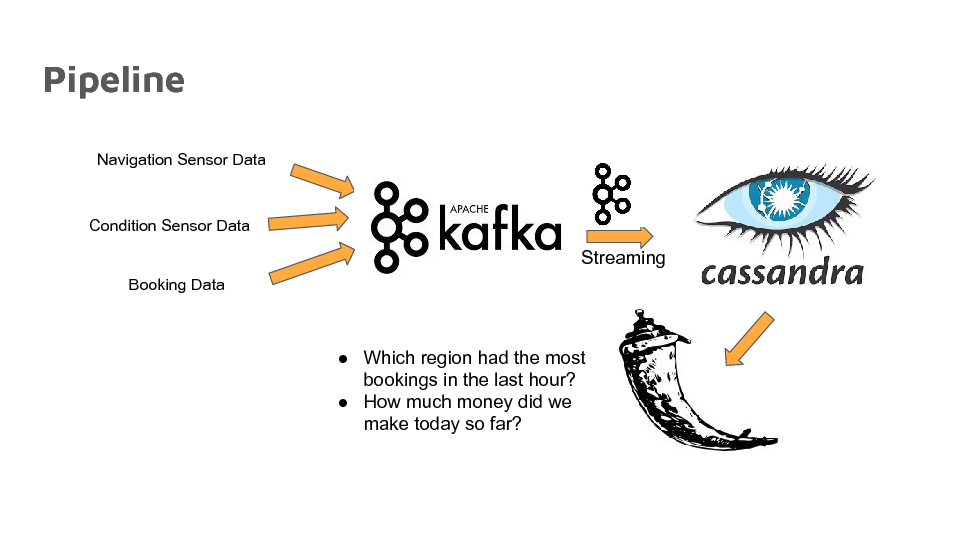 Pipeline
Navigation Sensor Data
Condition Sensor Data
Booking Data
APACHE
kafka
Streaming
cassandra
● Which region had the most
bookings in the last hour?
● How much money did we
make today so far?